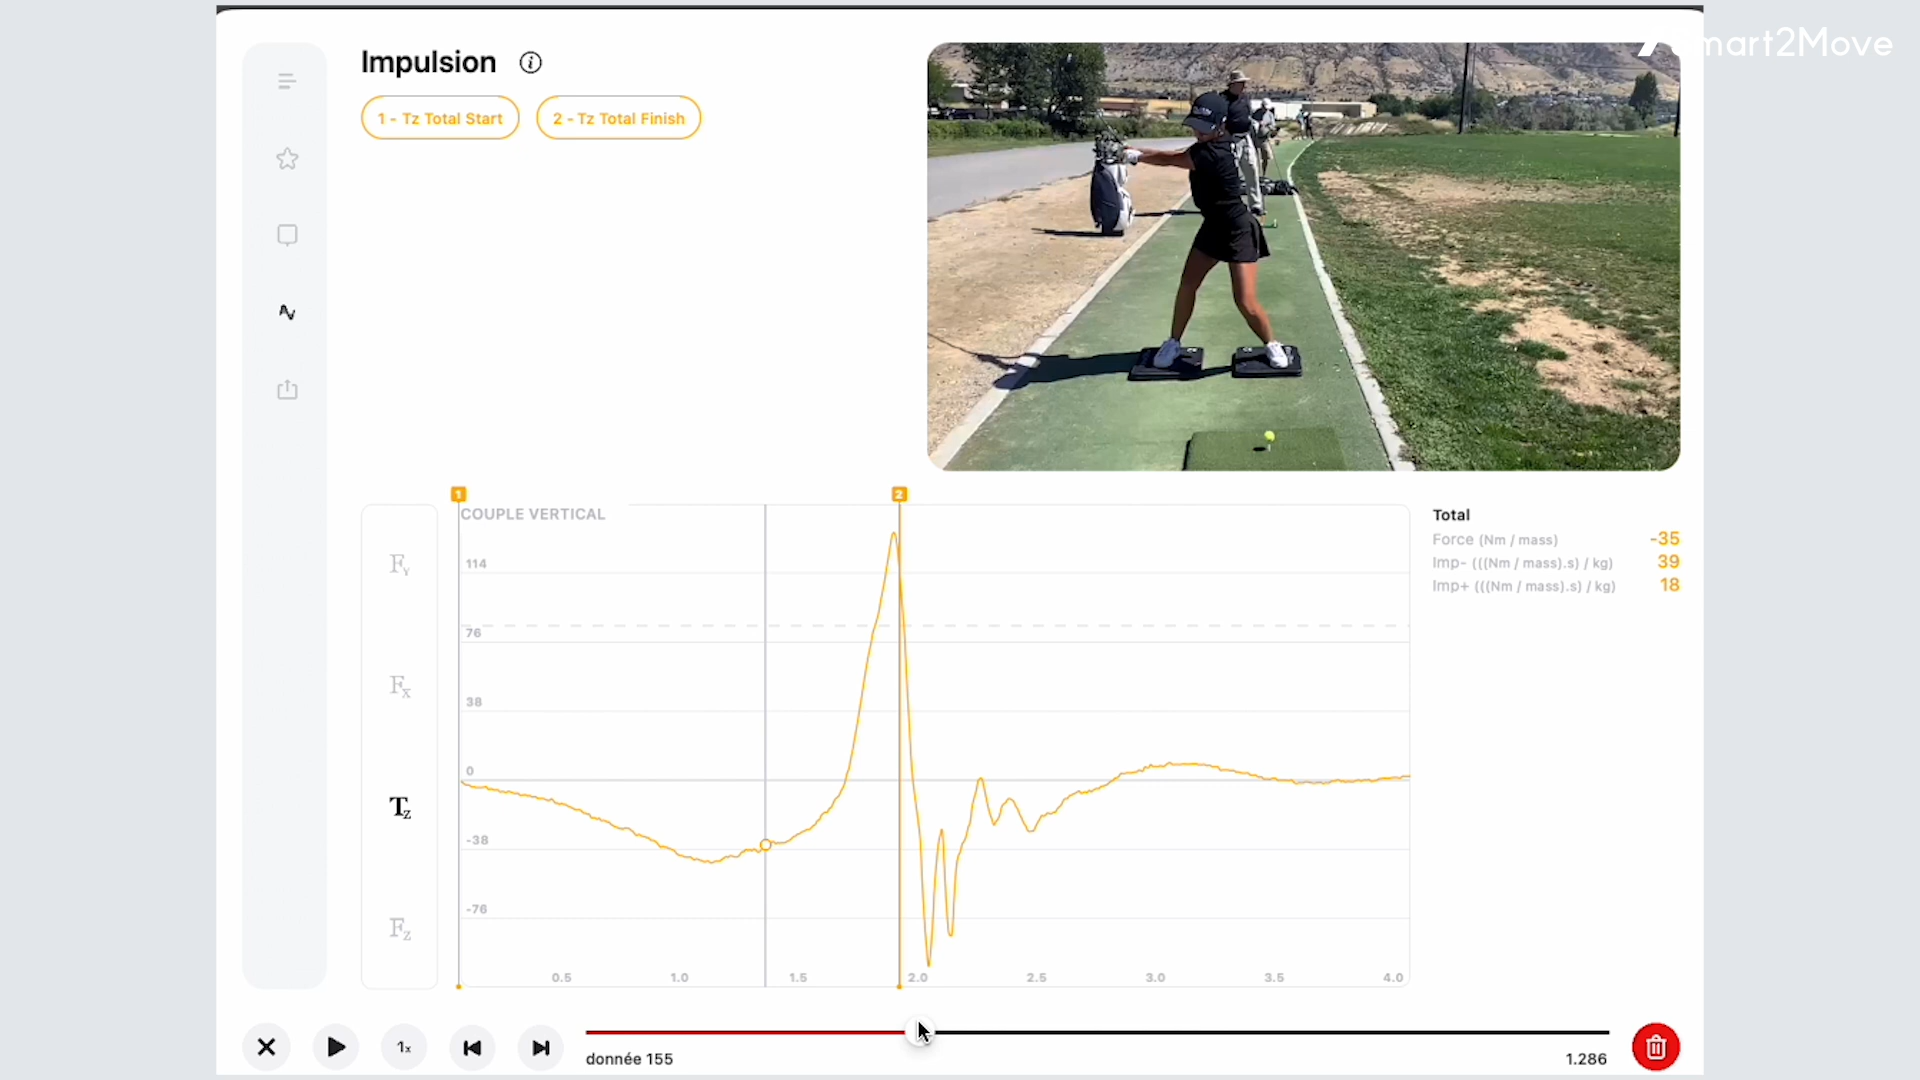 Smart2Move
Impulsion
1 - Tz Total Start
2 - Tz Total Finish
1
2
COUPLE VERTICAL
114
76
38
0
-38
-76
0.5
1.0
1.5
2.0
2.5
3.0
3.5
4.0
Fy
Fx
Tz
Fz
Total
Force (Nm / mass) -35
Imp- (((Nm / mass).s) / kg) 39
Imp+ (((Nm / mass).s) / kg) 18
1x
donnée 155
1.286